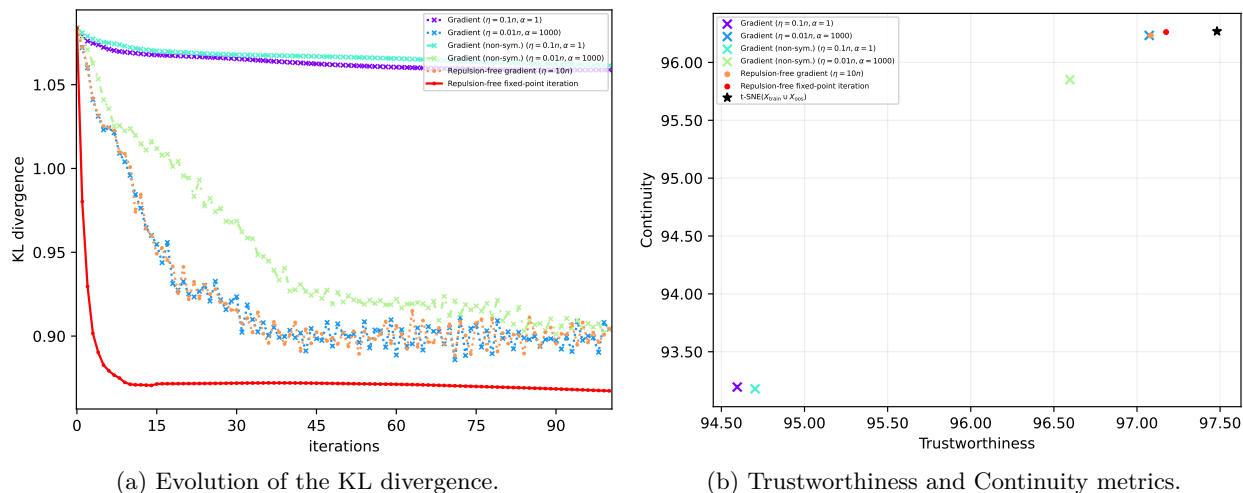 Gradient (η = 0.1n, α = 1)
Gradient (η = 0.01n, α = 1000)
Gradient (non-sym.) (η = 0.1n, α = 1)
Gradient (non-sym.) (η = 0.01n, α = 1000)
Repulsion-free gradient (η = 10n)
Repulsion-free fixed-point iteration
1.05
1.00
0.95
0.90
KL divergence
0 15 30 45 60 75 90
iterations
(a) Evolution of the KL divergence.
Gradient (η = 0.1n, α = 1)
Gradient (η = 0.01n, α = 1000)
Gradient (non-sym.) (η = 0.1n, α = 1)
Gradient (non-sym.) (η = 0.01n, α = 1000)
Repulsion-free gradient (η = 10n)
Repulsion-free fixed-point iteration
t-SNE(X_train ∪ X_oos)
96.00
95.50
95.00
94.50
94.00
93.50
Continuity
94.50 95.00 95.50 96.00 96.50 97.00 97.50
Trustworthiness
(b) Trustworthiness and Continuity metrics.